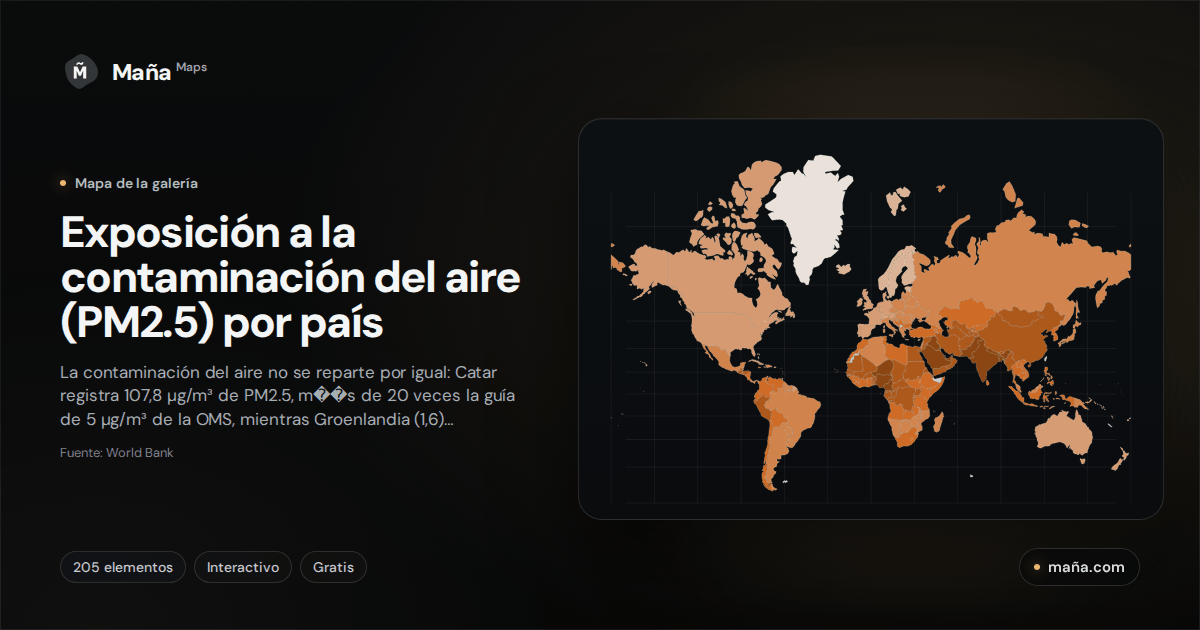 M̃
Maña Maps
Mapa de la galería
Exposición a la
contaminación del aire
(PM2.5) por país
La contaminación del aire no se reparte por igual: Catar
registra 107,8 µg/m³ de PM2.5, m��s de 20 veces la guía
de 5 µg/m³ de la OMS, mientras Groenlandia (1,6)...
Fuente: World Bank
205 elementos
Interactivo
Gratis
maña.com